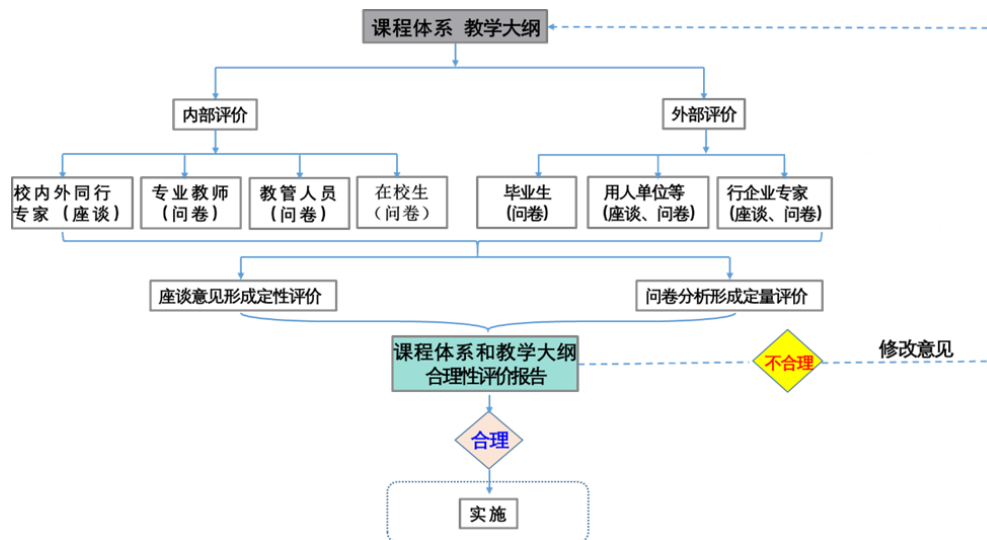 课程体系 教学大纲
内部评价
外部评价
校内外同行
专家（座谈）
专业教师
（问卷）
教管人员
（问卷）
在校生
（问卷）
毕业生
(问卷)
用人单位等
(座谈、问卷)
行企业专家
(座谈、问卷)
座谈意见形成定性评价
问卷分析形成定量评价
课程体系和教学大纲
合理性评价报告
不合理
修改意见
合理
实施